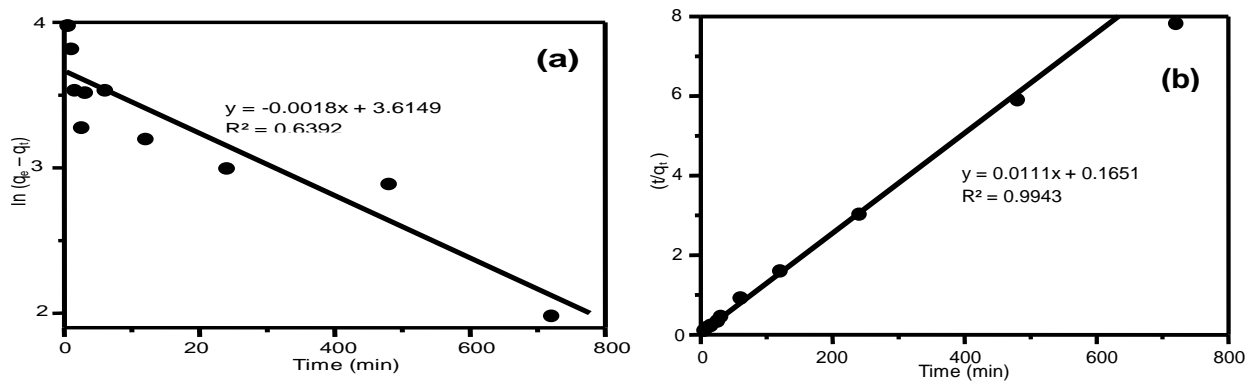 4
3
2
(a)
y = -0.0018x + 3.6149
R² = 0.6392
ln (qₑ – qₜ)
0
20
400
600
800
Time (min)
8
6
4
2
0
(b)
y = 0.0111x + 0.1651
R² = 0.9943
(t/qₜ )
0
200
400
600
800
Time (min)